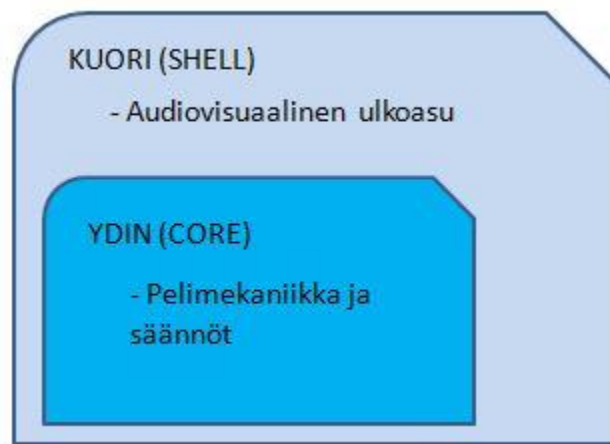 KUORI (SHELL)
- Audiovisuaalinen ulkoasu
YDIN (CORE)
- Pelimekaniikka ja
säännöt